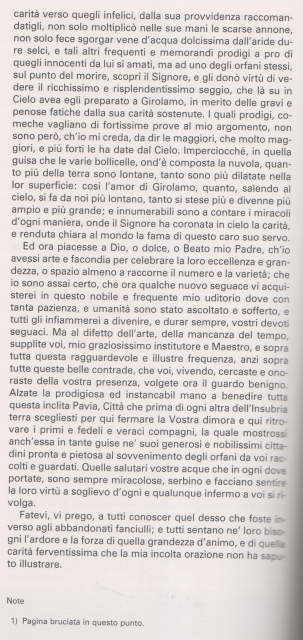 carità verso quegli infelici, dalla sua provvidenza raccoman-
datigli, non solo moltiplicò nelle sue mani le scarse annone,
non solo fece sgorgar vene d'acqua dolcissima dall'aride du-
re selci, e tali altri frequenti e memorandi prodigi a pro di
quegli innocenti da lui sì amati, ma ad uno degli orfani stessi,
sul punto del morire, scoprì il Signore, e gli donò virtù di ve-
dere il ricchissimo e risplendentissimo seggio, che là su in
Cielo avea egli preparato a Girolamo, in merito delle gravi e
penose fatiche dalla sua carità sostenute. I quali prodigi, co-
mechè vagliano di fortissime prove al mio argomento, non
sono però, ch'io mi creda, da dir le maggiori, che molto mag-
giori, e più forti le ha date dal Cielo. Imperciocchè, in quella
guisa che le varie bollicelle, ond'è composta la nuvola, quan-
to più della terra sono lontane, tanto sono più dilatate nella
lor superficie: così l'amor di Girolamo, quanto, salendo al
cielo, si fa da noi più lontano, tanto si stese più e divenne più
ampio e più grande; e innumerabili sono a contare i miracoli
d'ogni maniera, onde il Signore ha coronata in cielo la carità,
e renduta chiara al mondo la fama di questo caro suo servo.
Ed ora piacesse a Dio, o dolce, o Beato mio Padre, ch'io
avessi arte e facondia per celebrare la loro eccellenza e gran-
dezza, o spazio almeno a raccorne il numero e la varietà; che
io sono assai certo, che ora qualche nuovo seguace vi acqui-
sterei in questo nobile e frequente mio uditorio dove con
tanta pazienza, e umanità sono stato ascoltato e sofferto, e
tutti gli infiammerei a divenire, e durar sempre, vostri devoti
seguaci. Ma al difetto dell'arte, della mancanza del tempo,
supplite voi, mio graziosissimo institutore e Maestro, e sopra
tutta questa ragguardevole e illustre frequenza, anzi sopra
tutte queste belle contrade, che voi, vivendo, cercaste e ono-
raste della vostra presenza, volgete ora il guardo benigno.
Alzate la prodigiosa ed instancabil mano a benedire tutta
questa inclita Pavia, Città che prima di ogni altra dell'Insubria
terra scegliesti per qui fermare la Vostra dimora e qui ritro-
vare i primi e fedeli e veraci compagni, la quale mostrossi
anch'essa in tante guise ne' suoi generosi e nobilissimi citta-
dini pronta e pietosa al sovvenimento degli orfani da voi rac-
colti e guardati. Quelle salutari vostre acque che in ogni dove
portate, sono sempre miracolose, serbino e facciano sentire
la loro virtù a soglievo d'ogni e qualunque infermo a voi si ri-
volga.
Fatevi, vi prego, a tutti conoscer quel desso che foste in-
verso agli abbandonati fanciulli; e tutti sentano ne' loro biso-
gni l'ardore e la forza di quella grandezza d'animo, e di quella
carità ferventissima che la mia incolta orazione non ha sapu-
to illustrare.
Note
1) Pagina bruciata in questo punto.